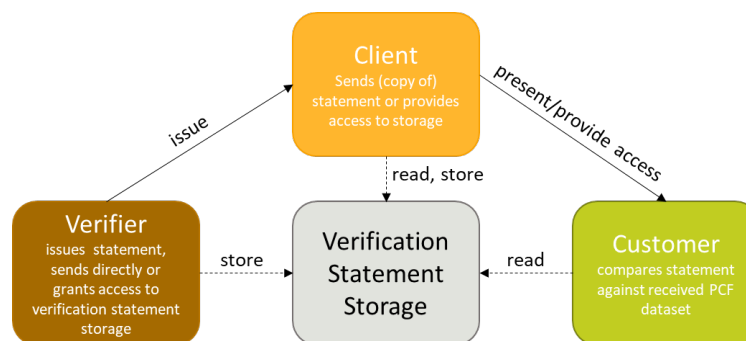 Client
Sends (copy of)
statement or provides
access to storage
issue
present/provide access
read, store
Verifier
issues statement,
sends directly or
grants access to
verification statement
storage
store
Verification
Statement
Storage
read
Customer
compares statement
against received PCF
dataset